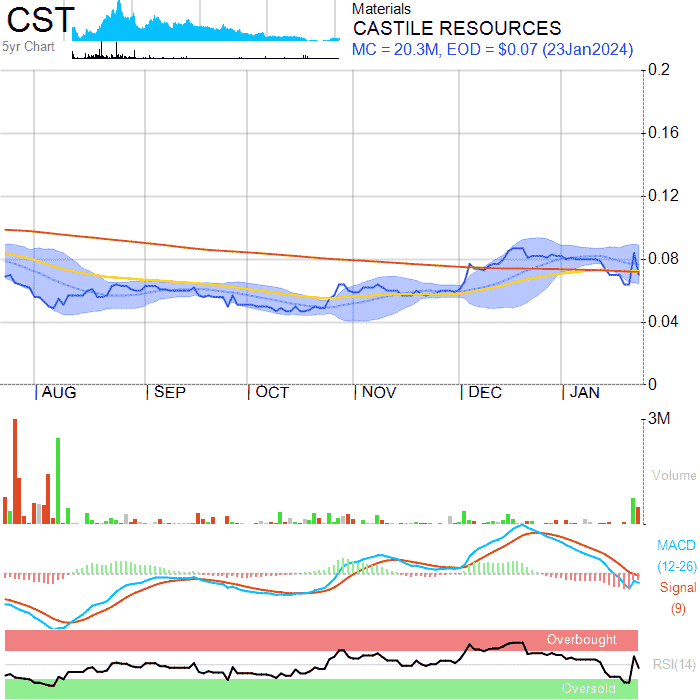 CST
5yr Chart
Materials
CASTILE RESOURCES
MC = 20.3M, EOD = $0.07 (23Jan2024)
0.2
0.16
0.12
0.08
0.04
0
AUG SEP OCT NOV DEC JAN
3M
Volume
MACD
(12-26)
Signal
(9)
Overbought
RSI(14)
Oversold